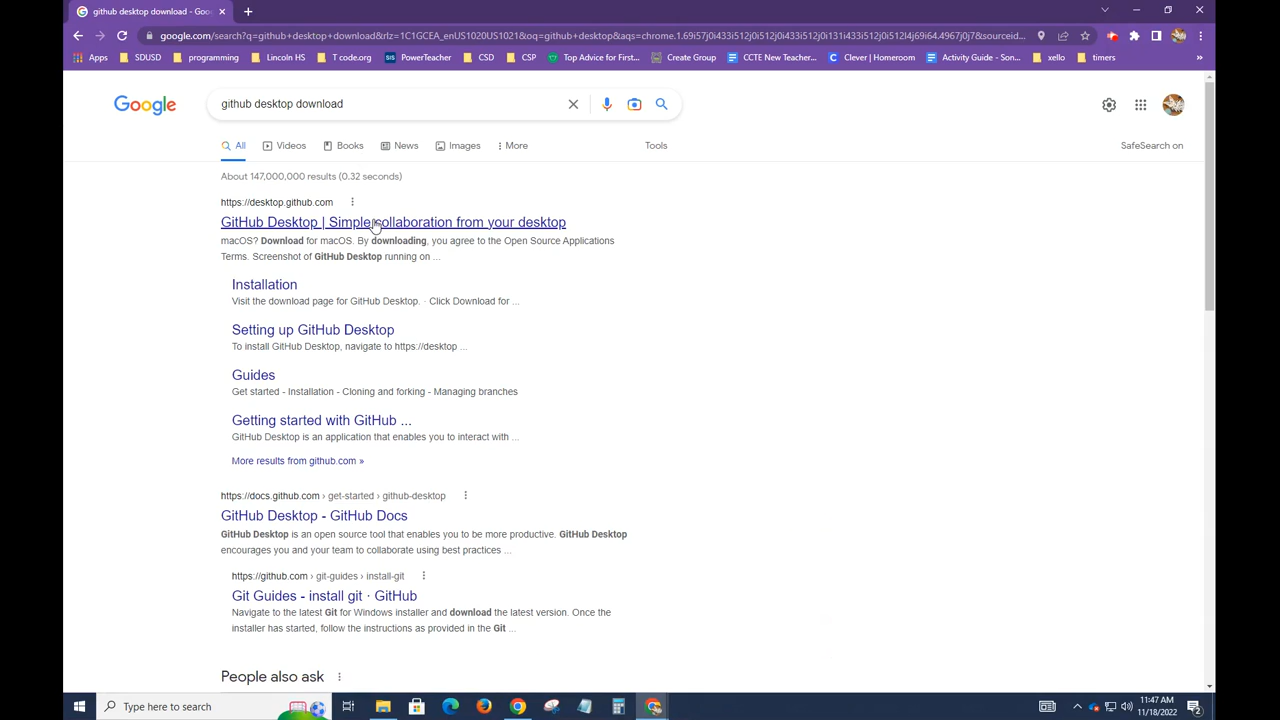 github desktop download - Goo
google.com/search?q=github+desktop+download&rlz=1C1GCEA_enUS1020US1021&oq=github+desktop&aqs=chrome.1.69i57j0i433i512j0i512l2j0i131i433i512j0i512l4j69i64.4967j0j7&sourceid...
Apps SDUSD programming Lincoln HS T code.org SIS PowerTeacher CSD CSP Top Advice for First... Create Group CCTE New Teacher... Clever | Homeroom Activity Guide - Son... xello timers »
Google github desktop download
All Videos Books News Images More Tools SafeSearch on
About 147,000,000 results (0.32 seconds)
https://desktop.github.com
GitHub Desktop | Simple collaboration from your desktop
macOS? Download for macOS. By downloading, you agree to the Open Source Applications
Terms. Screenshot of GitHub Desktop running on ...
Installation
Visit the download page for GitHub Desktop. · Click Download for ...
Setting up GitHub Desktop
To install GitHub Desktop, navigate to https://desktop ...
Guides
Get started - Installation - Cloning and forking - Managing branches
Getting started with GitHub ...
GitHub Desktop is an application that enables you to interact with ...
More results from github.com »
https://docs.github.com › get-started › github-desktop
GitHub Desktop - GitHub Docs
GitHub Desktop is an open source tool that enables you to be more productive. GitHub Desktop
encourages you and your team to collaborate using best practices ...
https://github.com › git-guides › install-git
Git Guides - install git · GitHub
Navigate to the latest Git for Windows installer and download the latest version. Once the
installer has started, follow the instructions as provided in the Git ...
People also ask
Type here to search
11:47 AM
11/18/2022
2